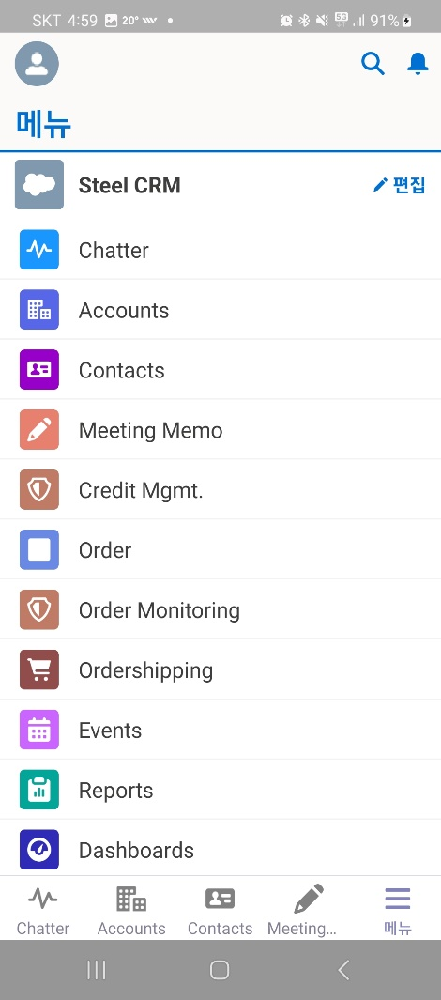 SKT 4:59 20° 5G 91%
메뉴
Steel CRM 편집
Chatter
Accounts
Contacts
Meeting Memo
Credit Mgmt.
Order
Order Monitoring
Ordershipping
Events
Reports
Dashboards
Chatter Accounts Contacts Meeting... 메뉴